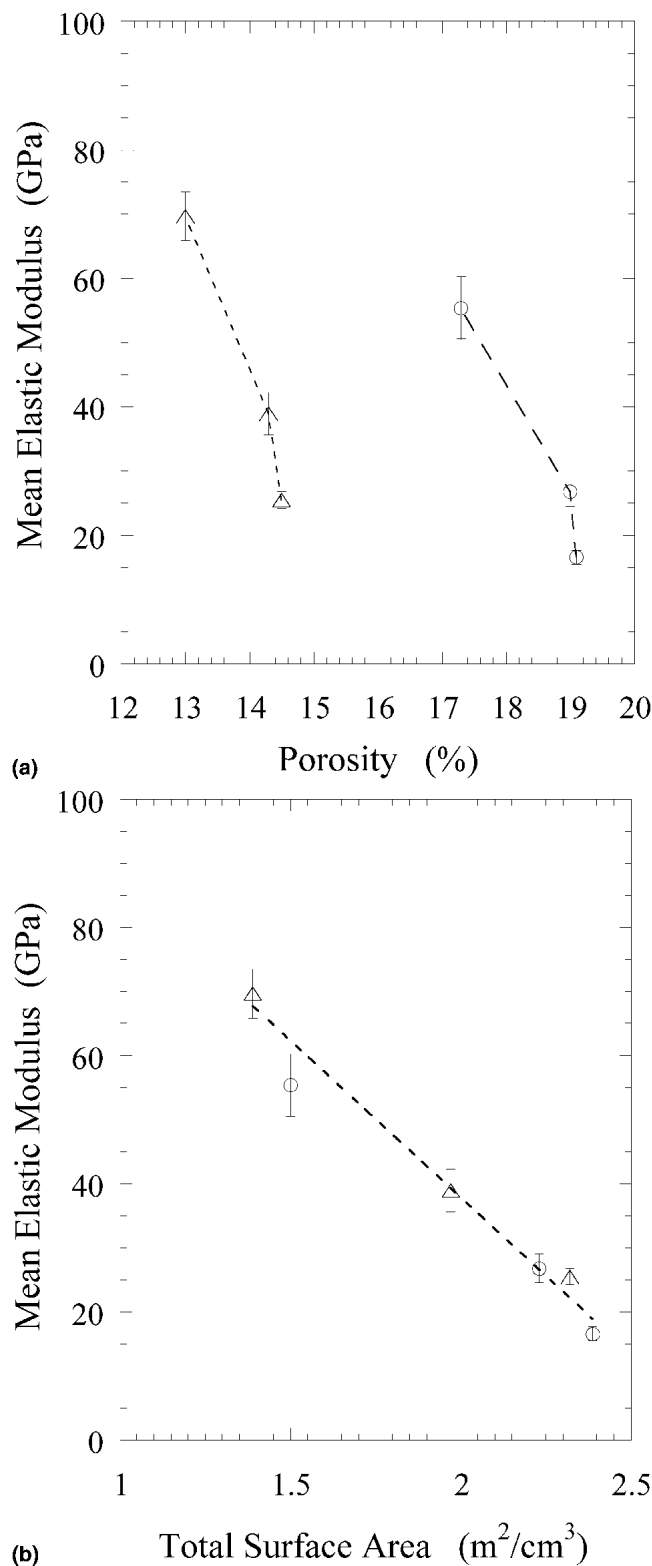 100
80
60
40
20
0
Mean Elastic Modulus (GPa)
12 13 14 15 16 17 18 19 20
Porosity (%)
(a)
100
80
60
40
20
0
Mean Elastic Modulus (GPa)
1 1.5 2 2.5
Total Surface Area (m²/cm³)
(b)